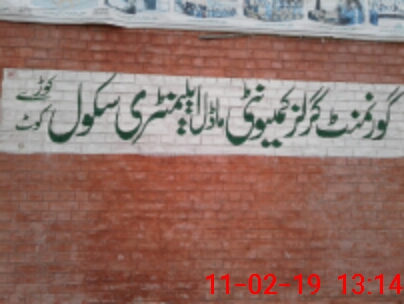 گورنمنٹ گرلز کمیونٹی ماڈل ایلیمنٹری سکول کوڑے کوٹ
11-02-19 13:14